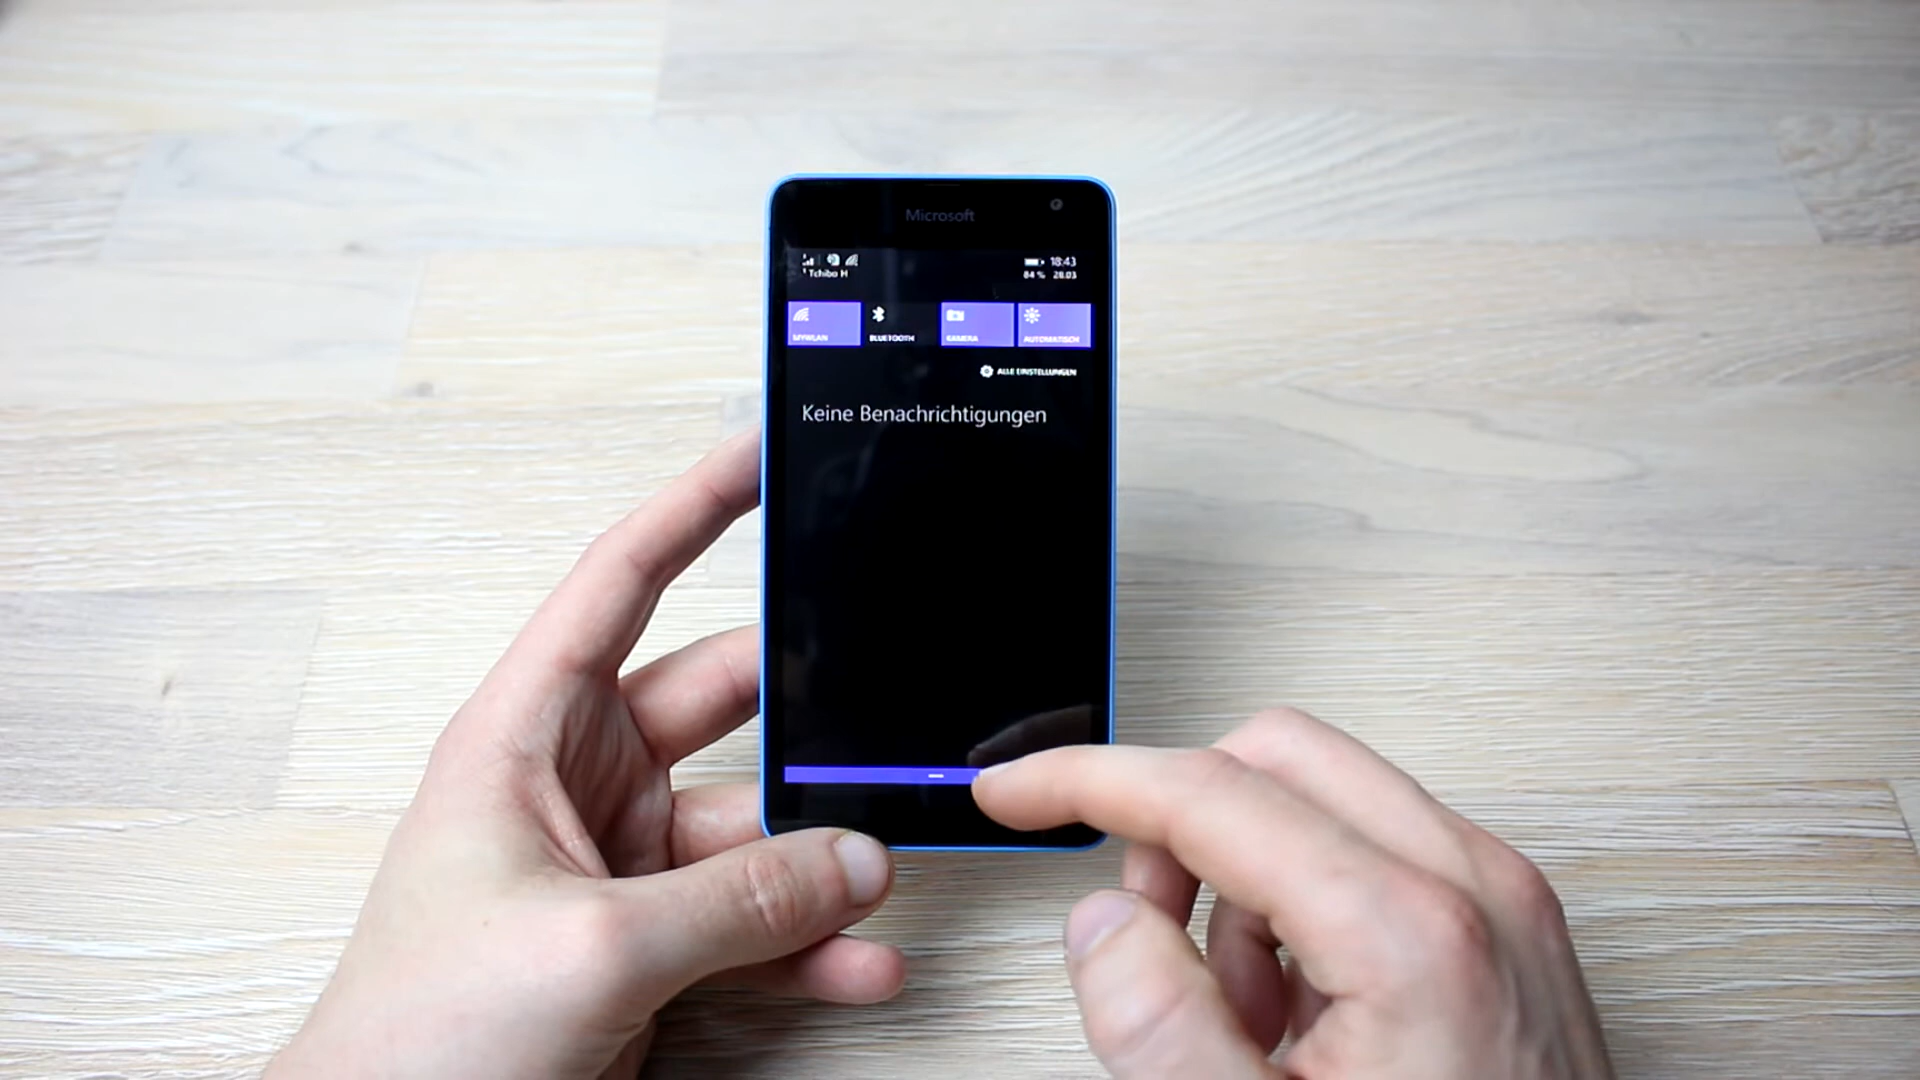 Microsoft
18:43
Tchibo H
84 % 28.03
MYWLAN BLUETOOTH KAMERA AUTOMATISCH
ALLE EINSTELLUNGEN
Keine Benachrichtigungen